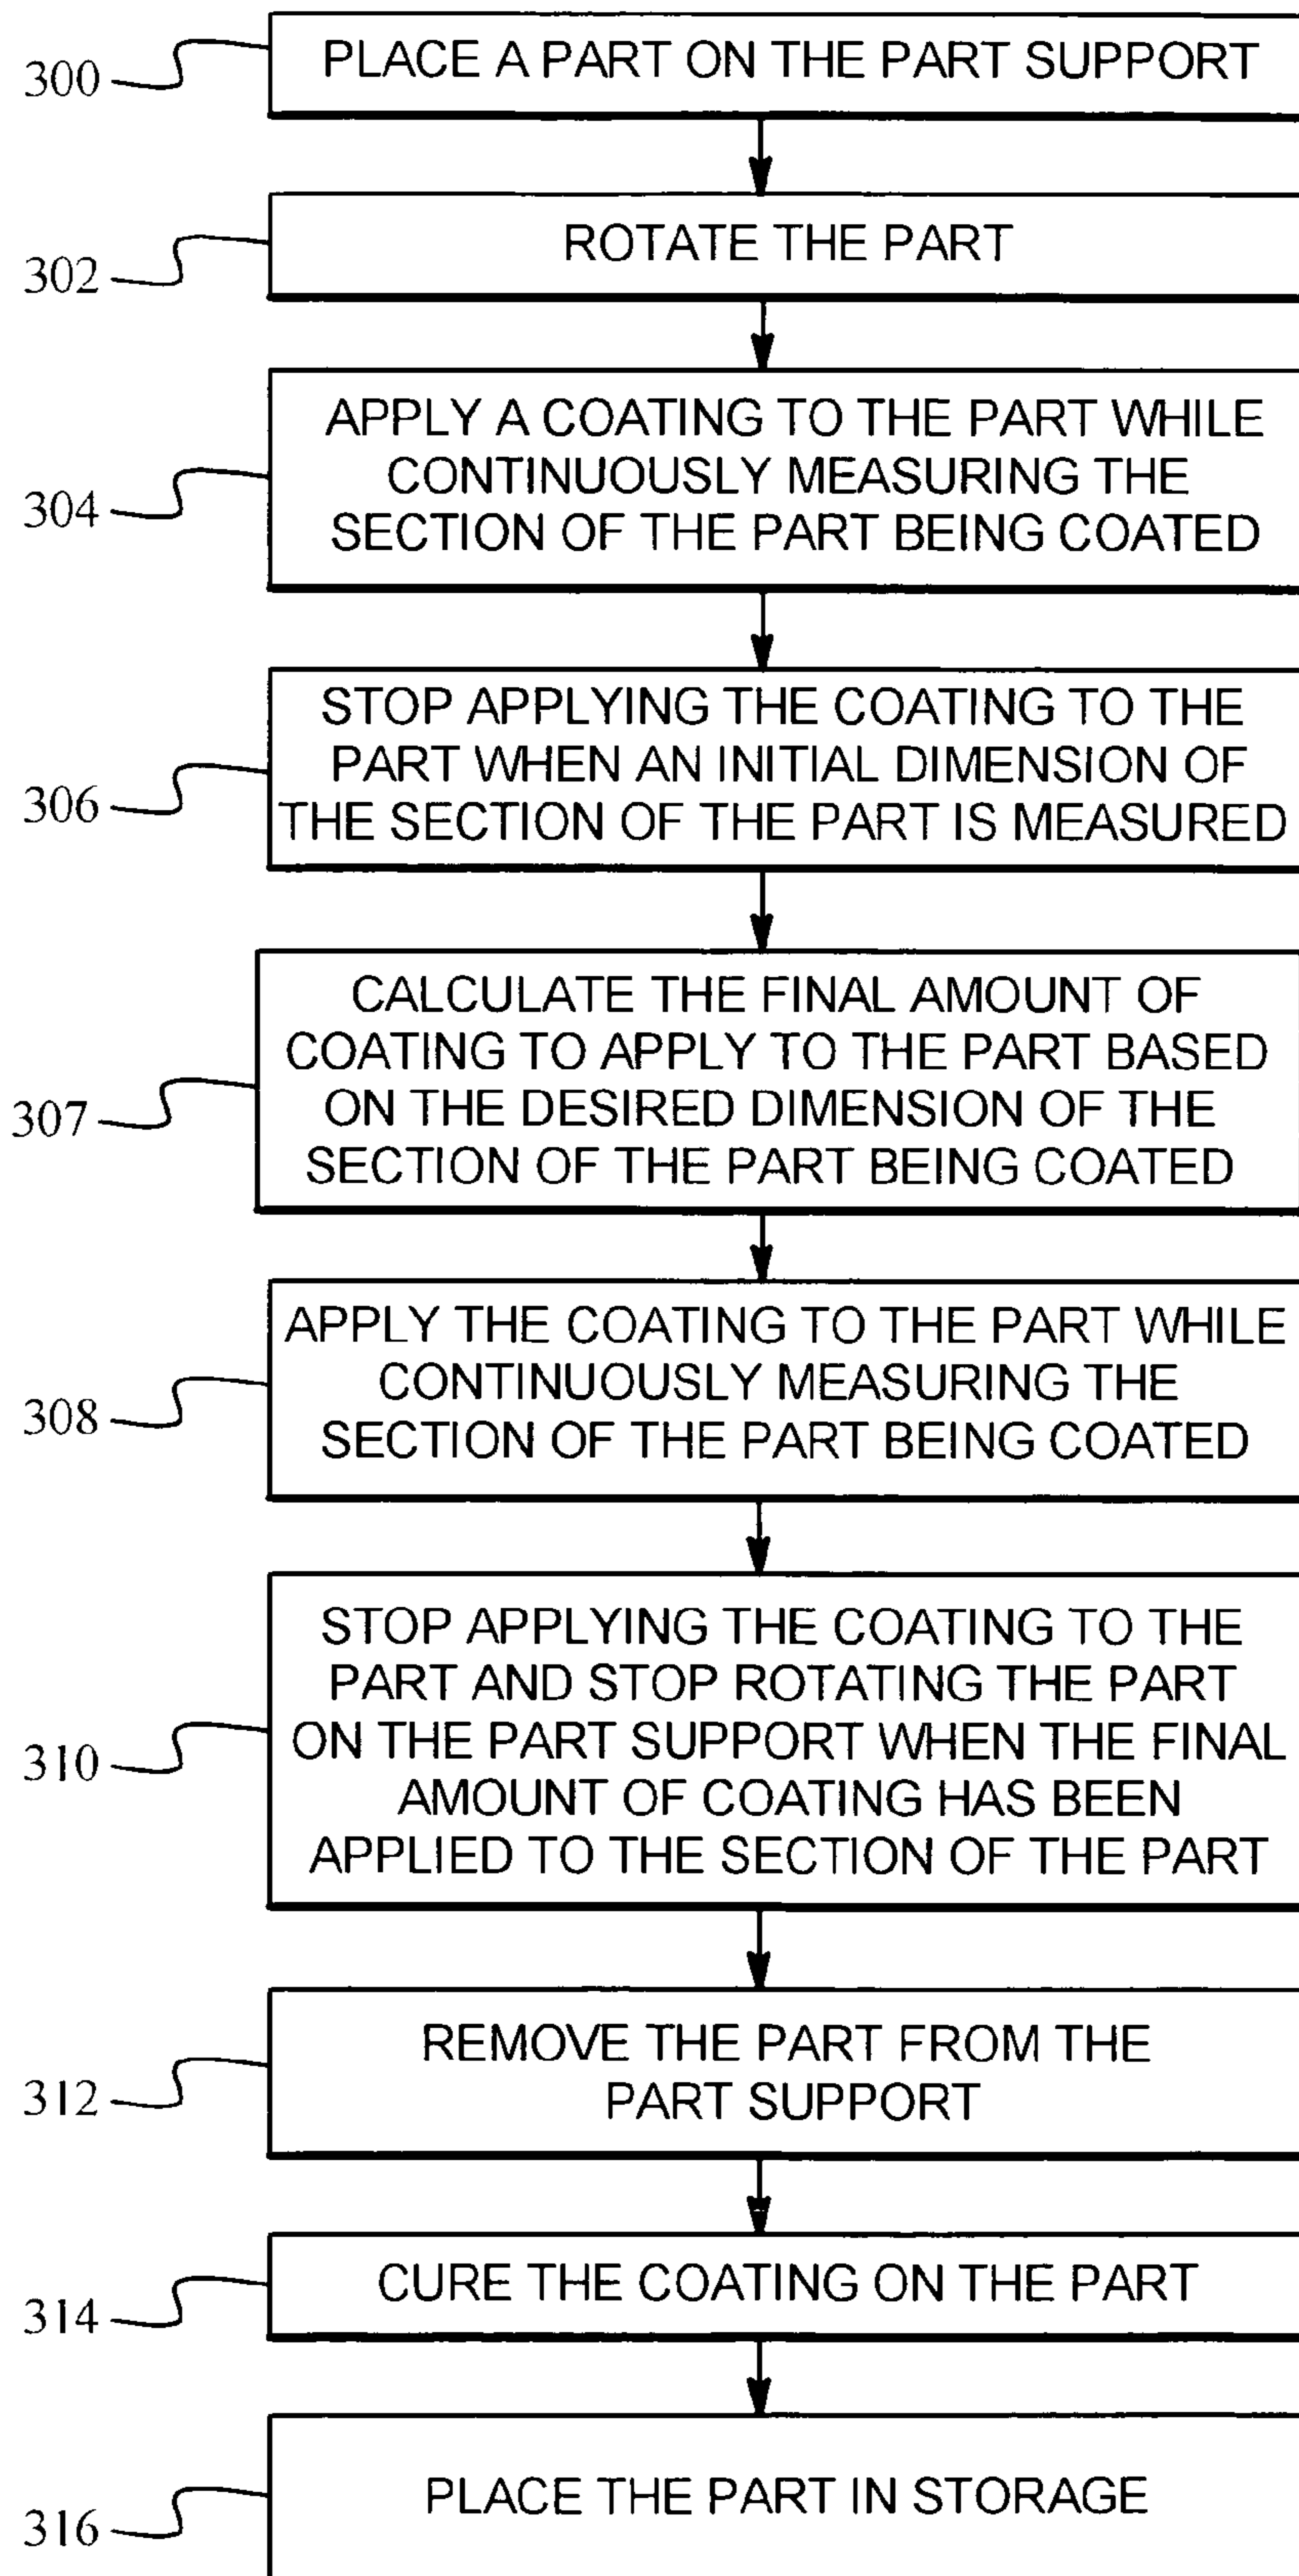 300
PLACE A PART ON THE PART SUPPORT
302
ROTATE THE PART
304
APPLY A COATING TO THE PART WHILE
CONTINUOUSLY MEASURING THE
SECTION OF THE PART BEING COATED
306
STOP APPLYING THE COATING TO THE
PART WHEN AN INITIAL DIMENSION OF
THE SECTION OF THE PART IS MEASURED
307
CALCULATE THE FINAL AMOUNT OF
COATING TO APPLY TO THE PART BASED
ON THE DESIRED DIMENSION OF THE
SECTION OF THE PART BEING COATED
308
APPLY THE COATING TO THE PART WHILE
CONTINUOUSLY MEASURING THE
SECTION OF THE PART BEING COATED
310
STOP APPLYING THE COATING TO THE
PART AND STOP ROTATING THE PART
ON THE PART SUPPORT WHEN THE FINAL
AMOUNT OF COATING HAS BEEN
APPLIED TO THE SECTION OF THE PART
312
REMOVE THE PART FROM THE
PART SUPPORT
314
CURE THE COATING ON THE PART
316
PLACE THE PART IN STORAGE